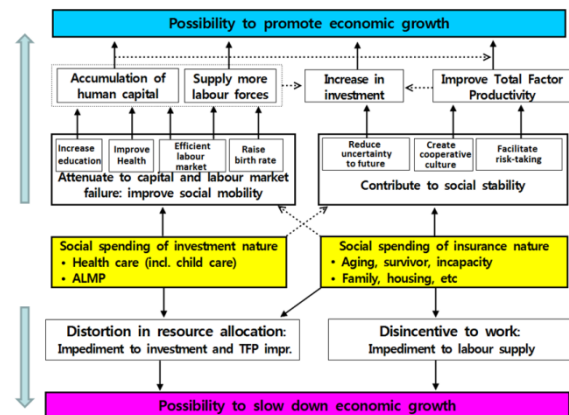 Possibility to promote economic growth
Accumulation of
human capital
Supply more
labour forces
Increase in
investment
Improve Total Factor
Productivity
Increase
education
Improve
Health
Efficient
labour
market
Raise
birth rate
Reduce
uncertainty
to future
Create
cooperative
culture
Facilitate
risk-taking
Attenuate to capital and labour market
failure: improve social mobility
Contribute to social stability
Social spending of investment nature
• Health care (incl. child care)
• ALMP
Social spending of insurance nature
• Aging, survivor, incapacity
• Family, housing, etc
Distortion in resource allocation:
Impediment to investment and TFP impr.
Disincentive to work:
Impediment to labour supply
Possibility to slow down economic growth